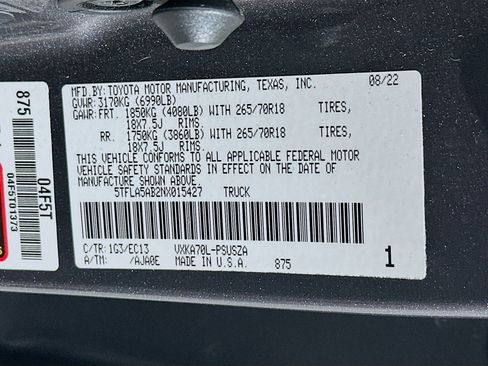 MFD.BY: TOYOTA MOTOR MANUFACTURING, TEXAS, INC. 08/22
GVWR: 3170KG (6990LB)
GAWR: FRT. 1850KG (4080LB) WITH 265/70R18 TIRES,
18X7.5J RIMS.
RR. 1750KG (3860LB) WITH 265/70R18 TIRES,
18X7.5J RIMS.
THIS VEHICLE CONFORMS TO ALL APPLICABLE FEDERAL MOTOR
VEHICLE SAFETY STANDARDS IN EFFECT ON THE DATE OF
MANUFACTURE SHOWN ABOVE.
5TFLA5AB2NX015427 TRUCK
C/TR: 1G3/EC13 VXKA70L-PSUSZA
A/TM: /AJA0E MADE IN U.S.A. 875 1
875
04F5T
04F5T01373